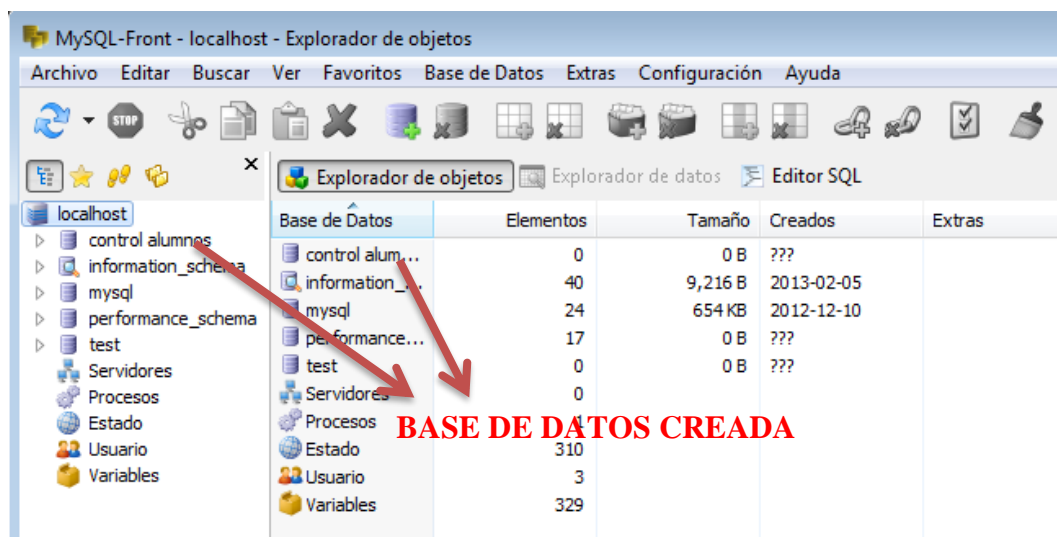 MySQL-Front - localhost - Explorador de objetos
Archivo Editar Buscar Ver Favoritos Base de Datos Extras Configuración Ayuda
STOP
Explorador de objetos Explorador de datos Editor SQL
localhost
control alumnos
information_schema
mysql
performance_schema
test
Servidores
Procesos
Estado
Usuario
Variables
Base de Datos Elementos Tamaño Creados Extras
control alum... 0 0 B ???
information_... 40 9,216 B 2013-02-05
mysql 24 654 KB 2012-12-10
performance... 17 0 B ???
test 0 0 B ???
Servidores 0
Procesos 1
BASE DE DATOS CREADA
Estado 310
Usuario 3
Variables 329